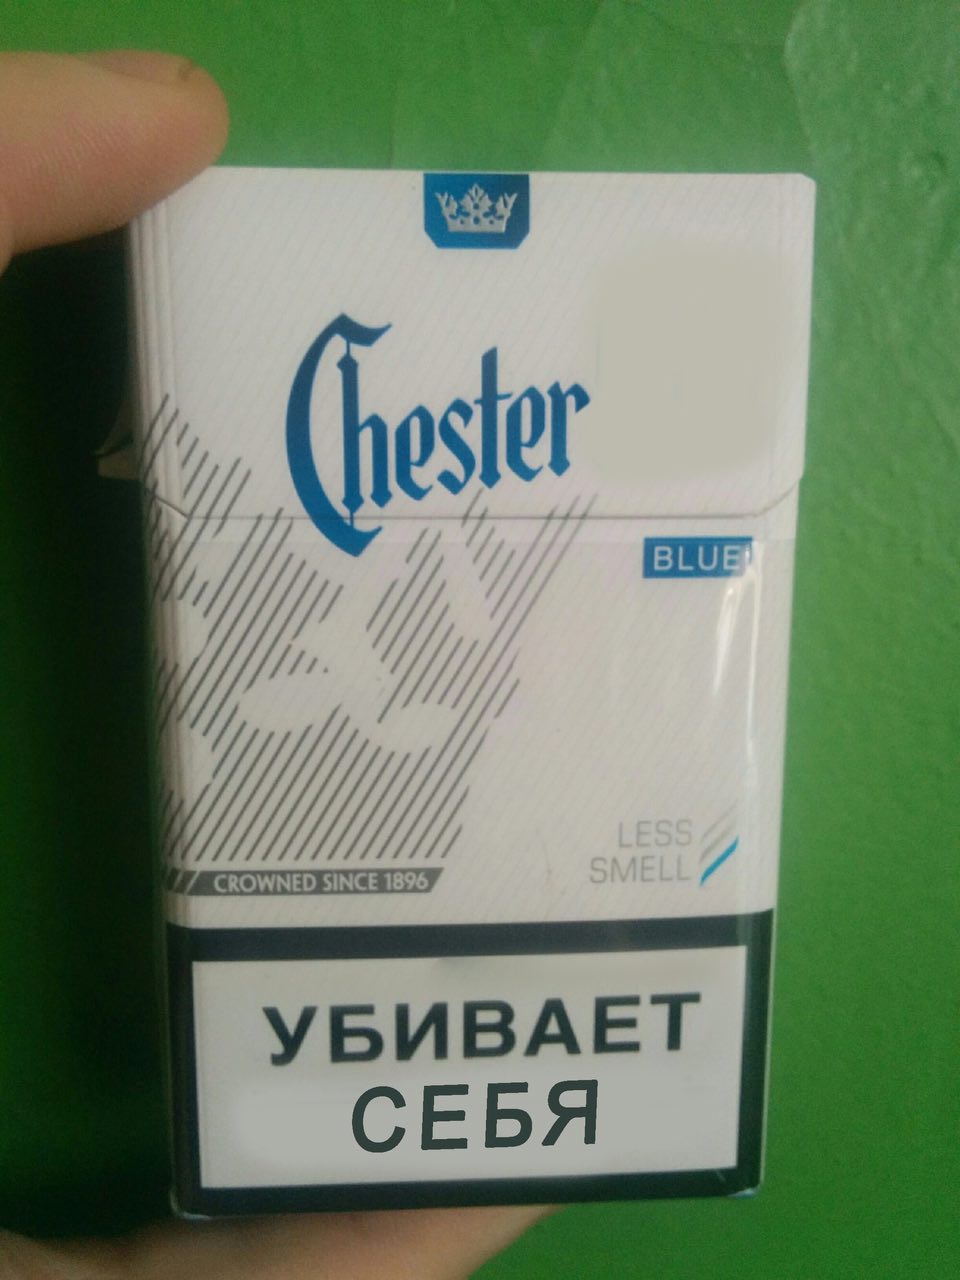 Chester
BLUE
LESS
SMELL
CROWNED SINCE 1896
УБИВАЕТ
СЕБЯ